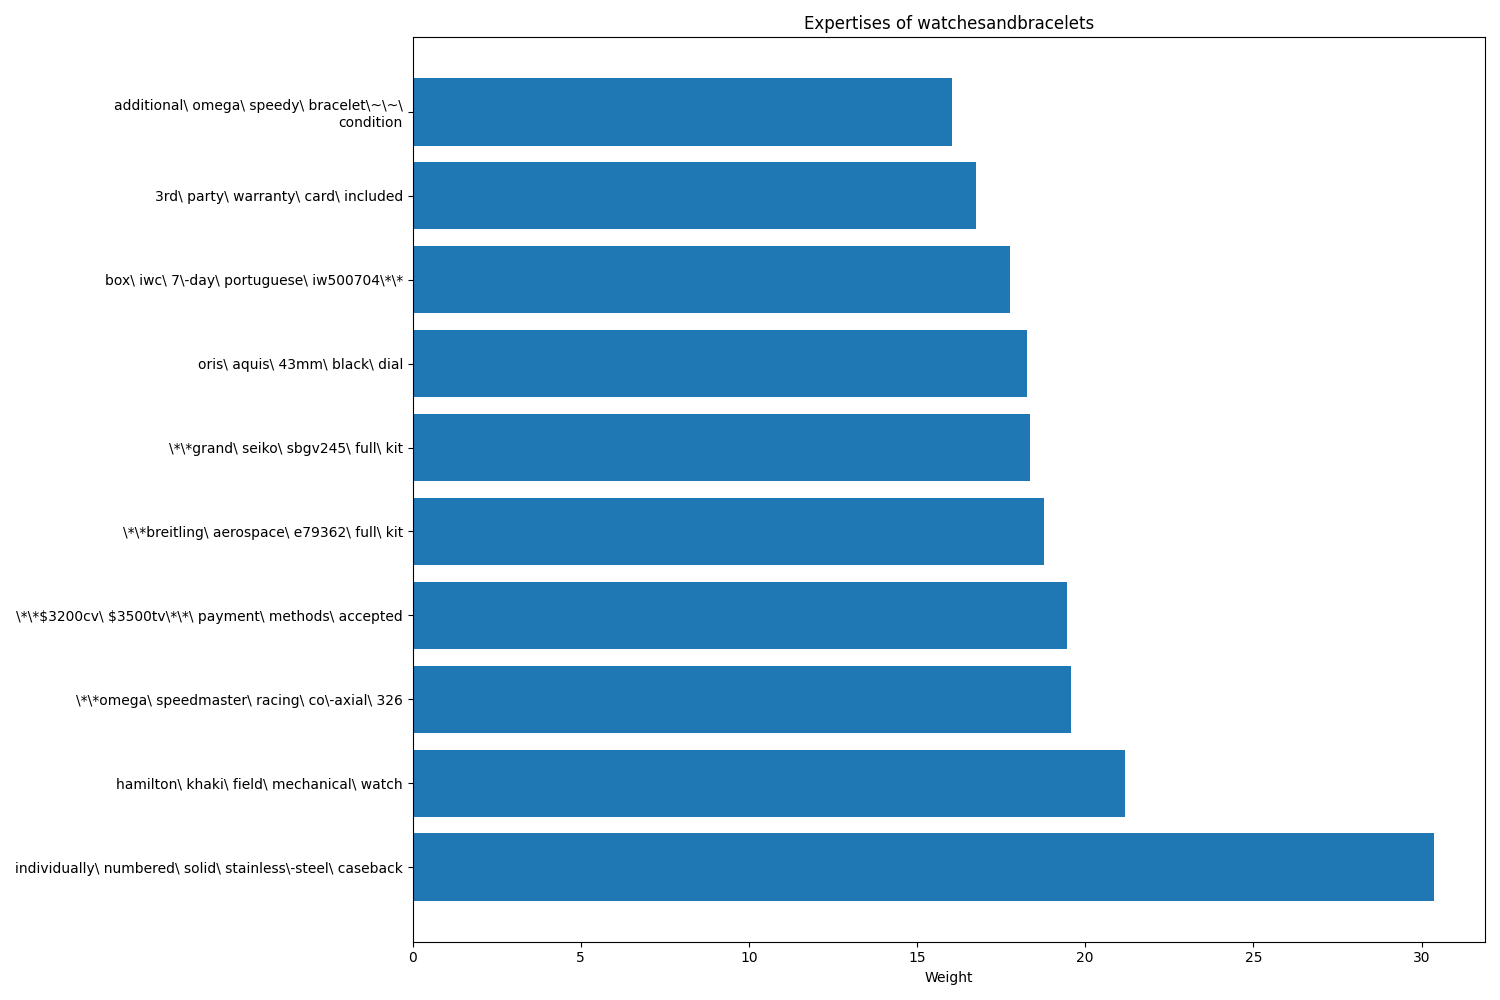 Expertises of watchesandbracelets
additional\ omega\ speedy\ bracelet\~\~\
condition
3rd\ party\ warranty\ card\ included
box\ iwc\ 7\-day\ portuguese\ iw500704\*\*
oris\ aquis\ 43mm\ black\ dial
\*\*grand\ seiko\ sbgv245\ full\ kit
\*\*breitling\ aerospace\ e79362\ full\ kit
\*\*$3200cv\ $3500tv\*\*\ payment\ methods\ accepted
\*\*omega\ speedmaster\ racing\ co\-axial\ 326
hamilton\ khaki\ field\ mechanical\ watch
individually\ numbered\ solid\ stainless\-steel\ caseback
0 5 10 15 20 25 30
Weight